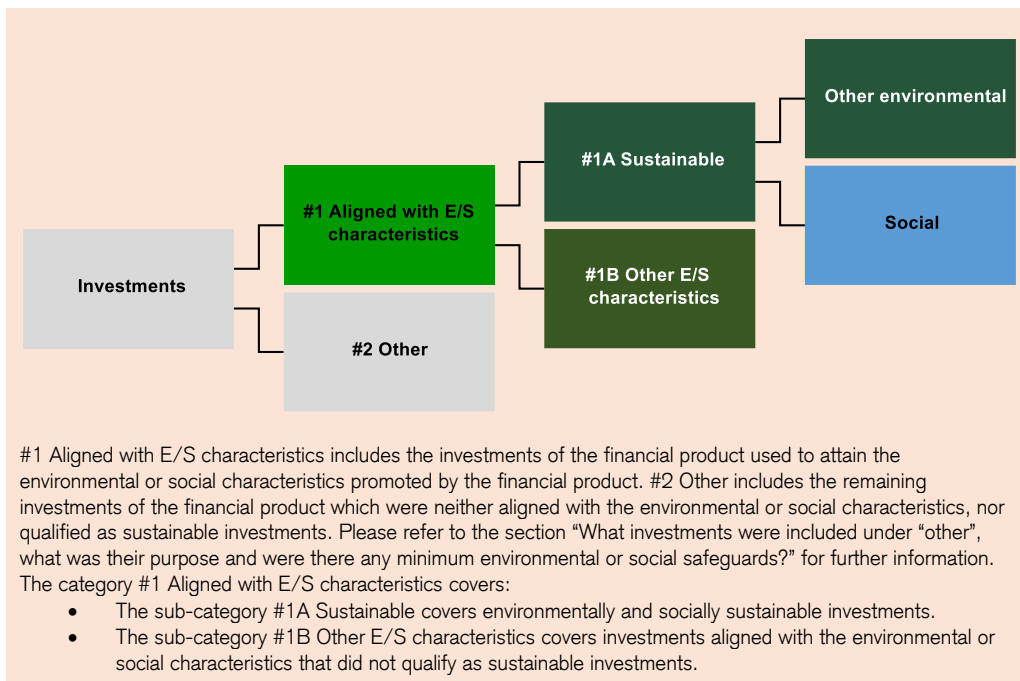 Other environmental
#1A Sustainable
#1 Aligned with E/S
characteristics
Social
Investments
#1B Other E/S
characteristics
#2 Other
#1 Aligned with E/S characteristics includes the investments of the financial product used to attain the
environmental or social characteristics promoted by the financial product. #2 Other includes the remaining
investments of the financial product which were neither aligned with the environmental or social characteristics, nor
qualified as sustainable investments. Please refer to the section “What investments were included under “other”,
what was their purpose and were there any minimum environmental or social safeguards?” for further information.
The category #1 Aligned with E/S characteristics covers:
• The sub-category #1A Sustainable covers environmentally and socially sustainable investments.
• The sub-category #1B Other E/S characteristics covers investments aligned with the environmental or
social characteristics that did not qualify as sustainable investments.